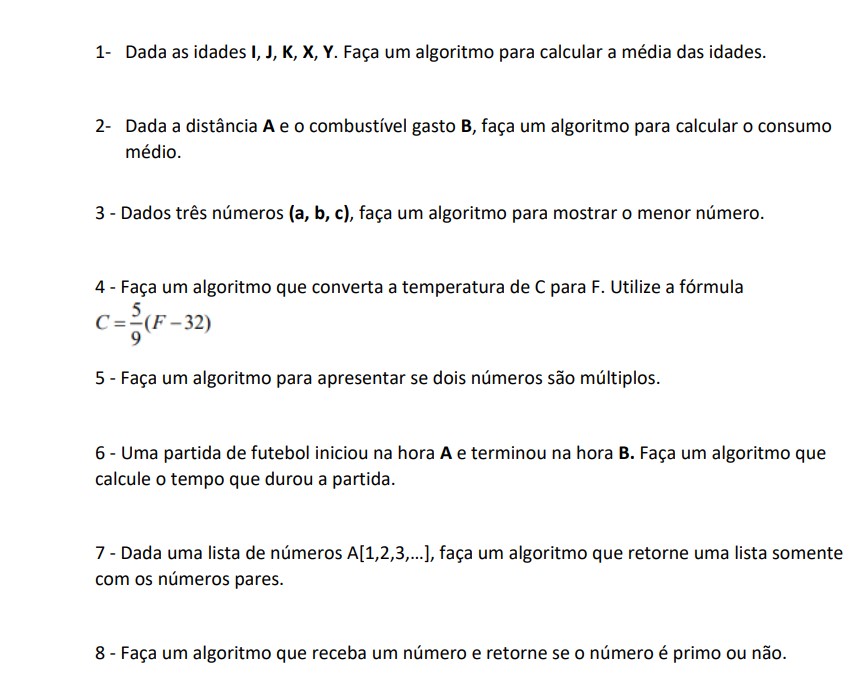 1- Dada as idades I, J, K, X, Y. Faça um algoritmo para calcular a média das idades.
2- Dada a distância A e o combustível gasto B, faça um algoritmo para calcular o consumo
médio.
3 - Dados três números (a, b, c), faça um algoritmo para mostrar o menor número.
4 - Faça um algoritmo que converta a temperatura de C para F. Utilize a fórmula
C = 5/9 (F – 32)
5 - Faça um algoritmo para apresentar se dois números são múltiplos.
6 - Uma partida de futebol iniciou na hora A e terminou na hora B. Faça um algoritmo que
calcule o tempo que durou a partida.
7 - Dada uma lista de números A[1,2,3,...], faça um algoritmo que retorne uma lista somente
com os números pares.
8 - Faça um algoritmo que receba um número e retorne se o número é primo ou não.